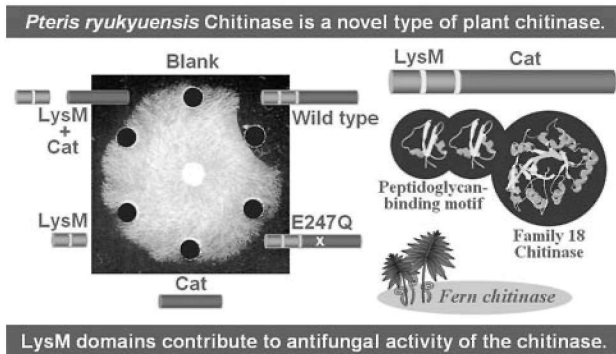 Pteris ryukyuensis Chitinase is a novel type of plant chitinase.
Blank
LysM
+
Cat
Wild type
LysM
E247Q
x
Cat
LysM Cat
Peptidoglycan-
binding motif
Family 18
Chitinase
Fern chitinase
LysM domains contribute to antifungal activity of the chitinase.